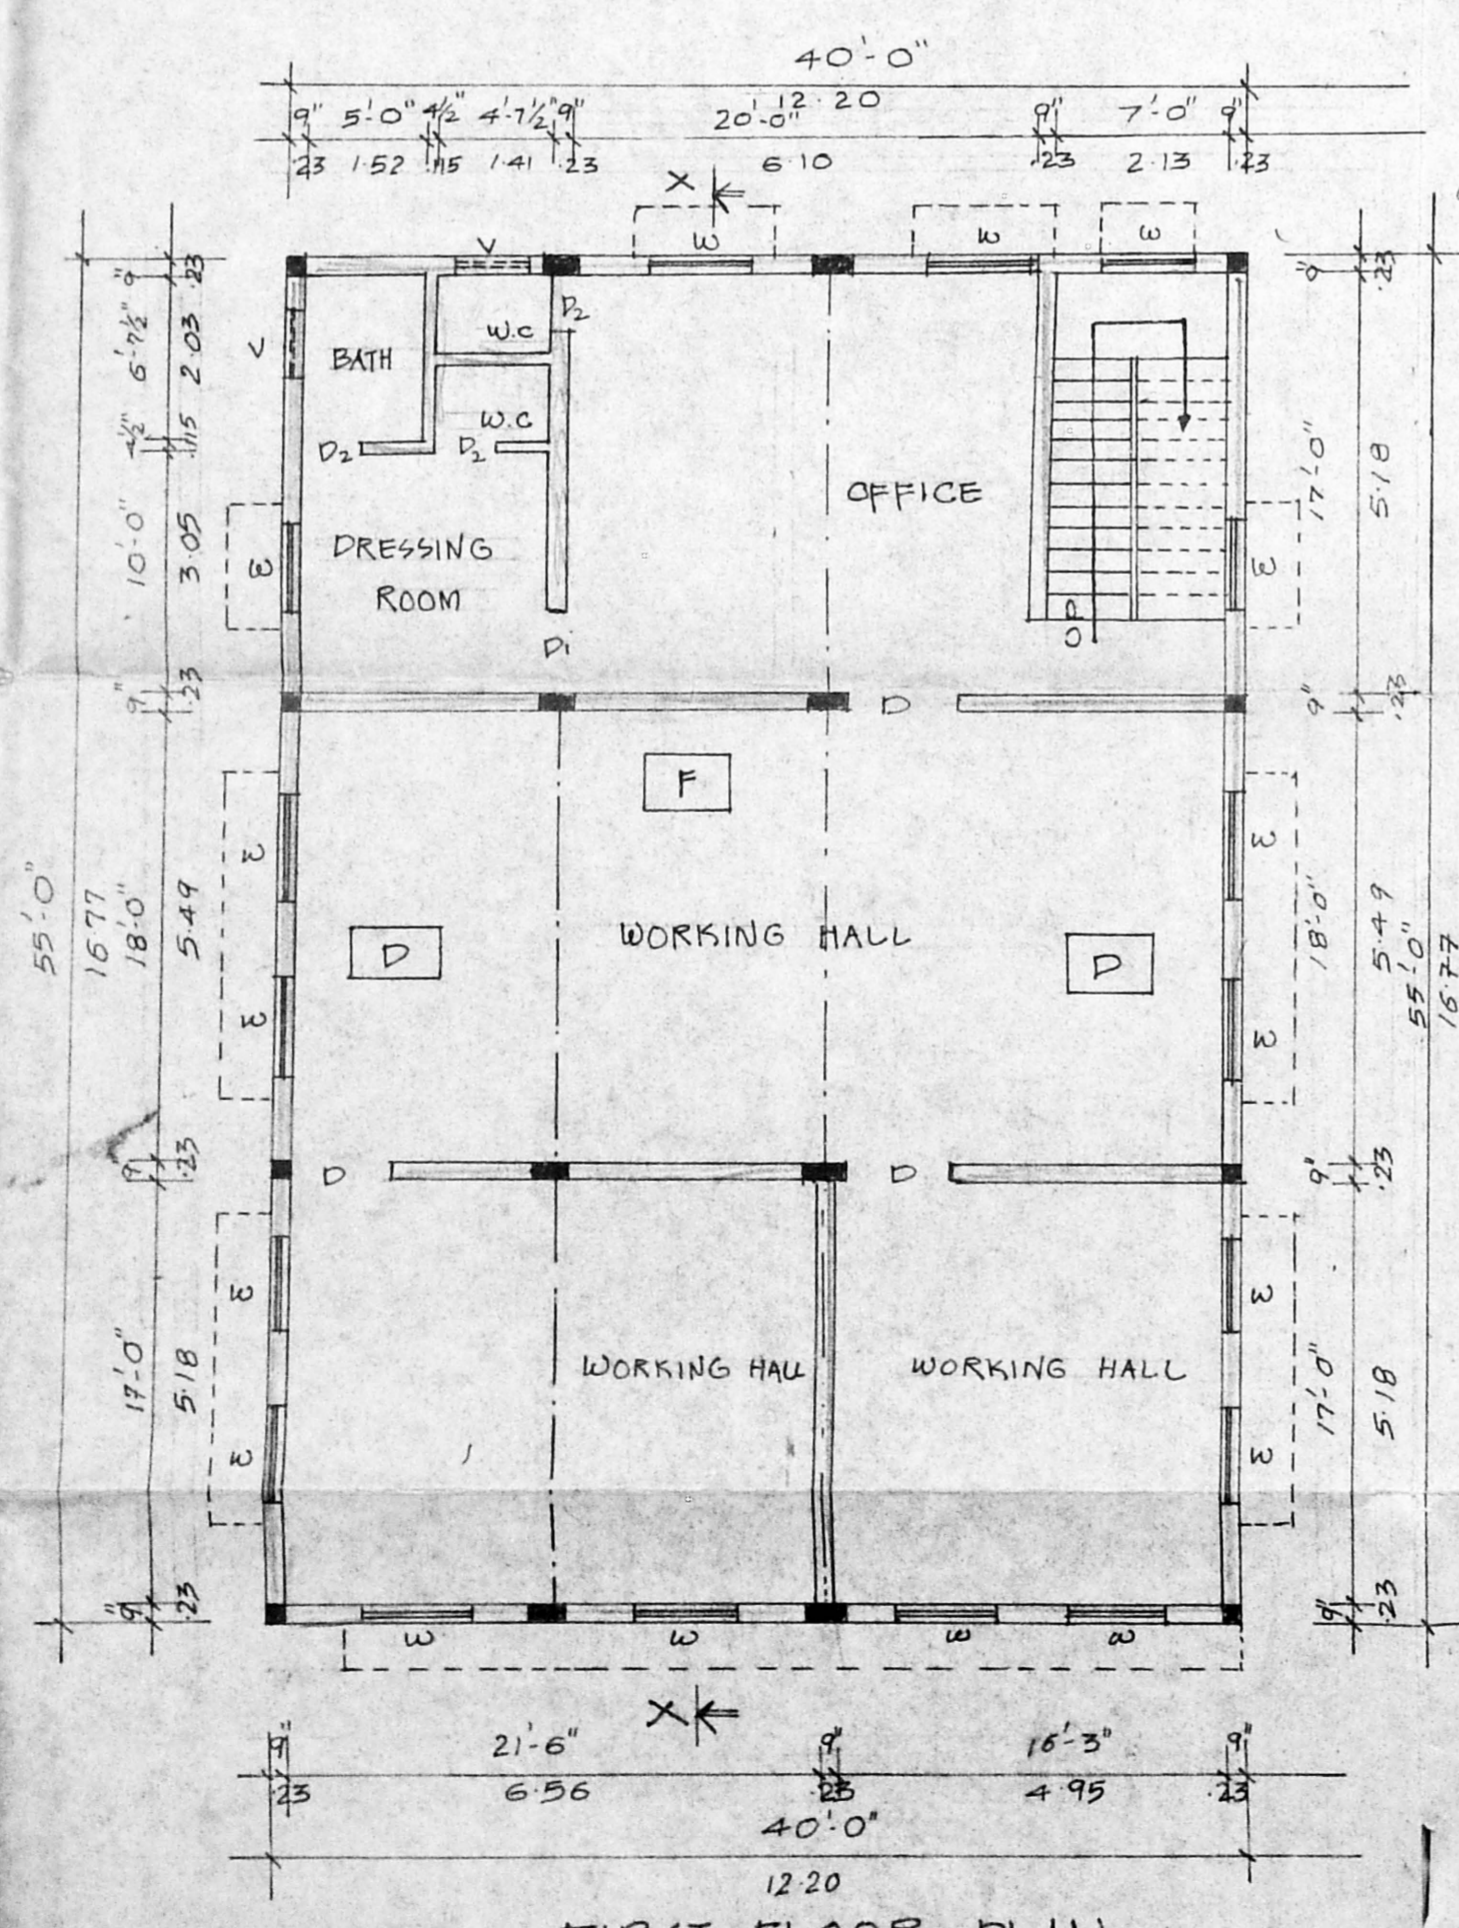 40'-0"
12.20
9" 5'-0" 4½" 4'-7½" 9" 20'-0" 9" 7'-0" 9"
.23 1.52 .115 1.41 .23 6.10 .23 2.13 .23
X
V W W W
9" .23
9" .23
D2
W.C
V
BATH
6'-7½" 2.03
W.C
D2 D2
4½" .115
OFFICE
17'-0" 5.18
DRESSING
ROOM
W
10'-0" 3.05
W
UP
D1
9" .23
D
9" .23
F
W
W
WORKING HALL
D
D
55'-0" 16.77 18'-0" 5.49
18'-0" 5.49 55'-0" 16.77
W
W
9" .23
D
D
9" .23
W
W
WORKING HALL
WORKING HALL
17'-0" 5.18
17'-0" 5.18
W
W
9" .23
9" .23
W W W W
X
9" 21'-6" 9" 16'-3" 9"
.23 6.56 .23 4.95 .23
40'-0"
12.20
FIRST FLOOR PLAN